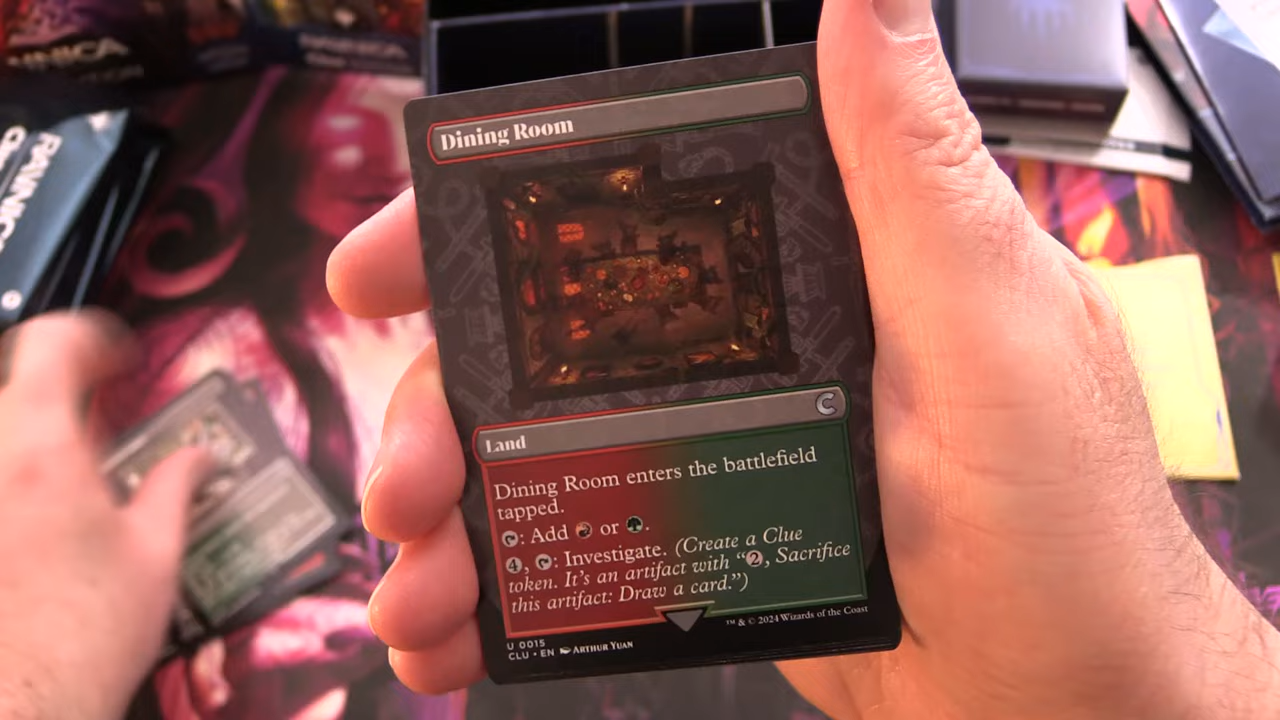 RAVNICA
Dining Room
Land
Dining Room enters the battlefield
tapped.
: Add or .
4, : Investigate. (Create a Clue
token. It's an artifact with "2, Sacrifice
this artifact: Draw a card.")
U 0015
CLU • EN ARTHUR YUAN
™ & © 2024 Wizards of the Coast